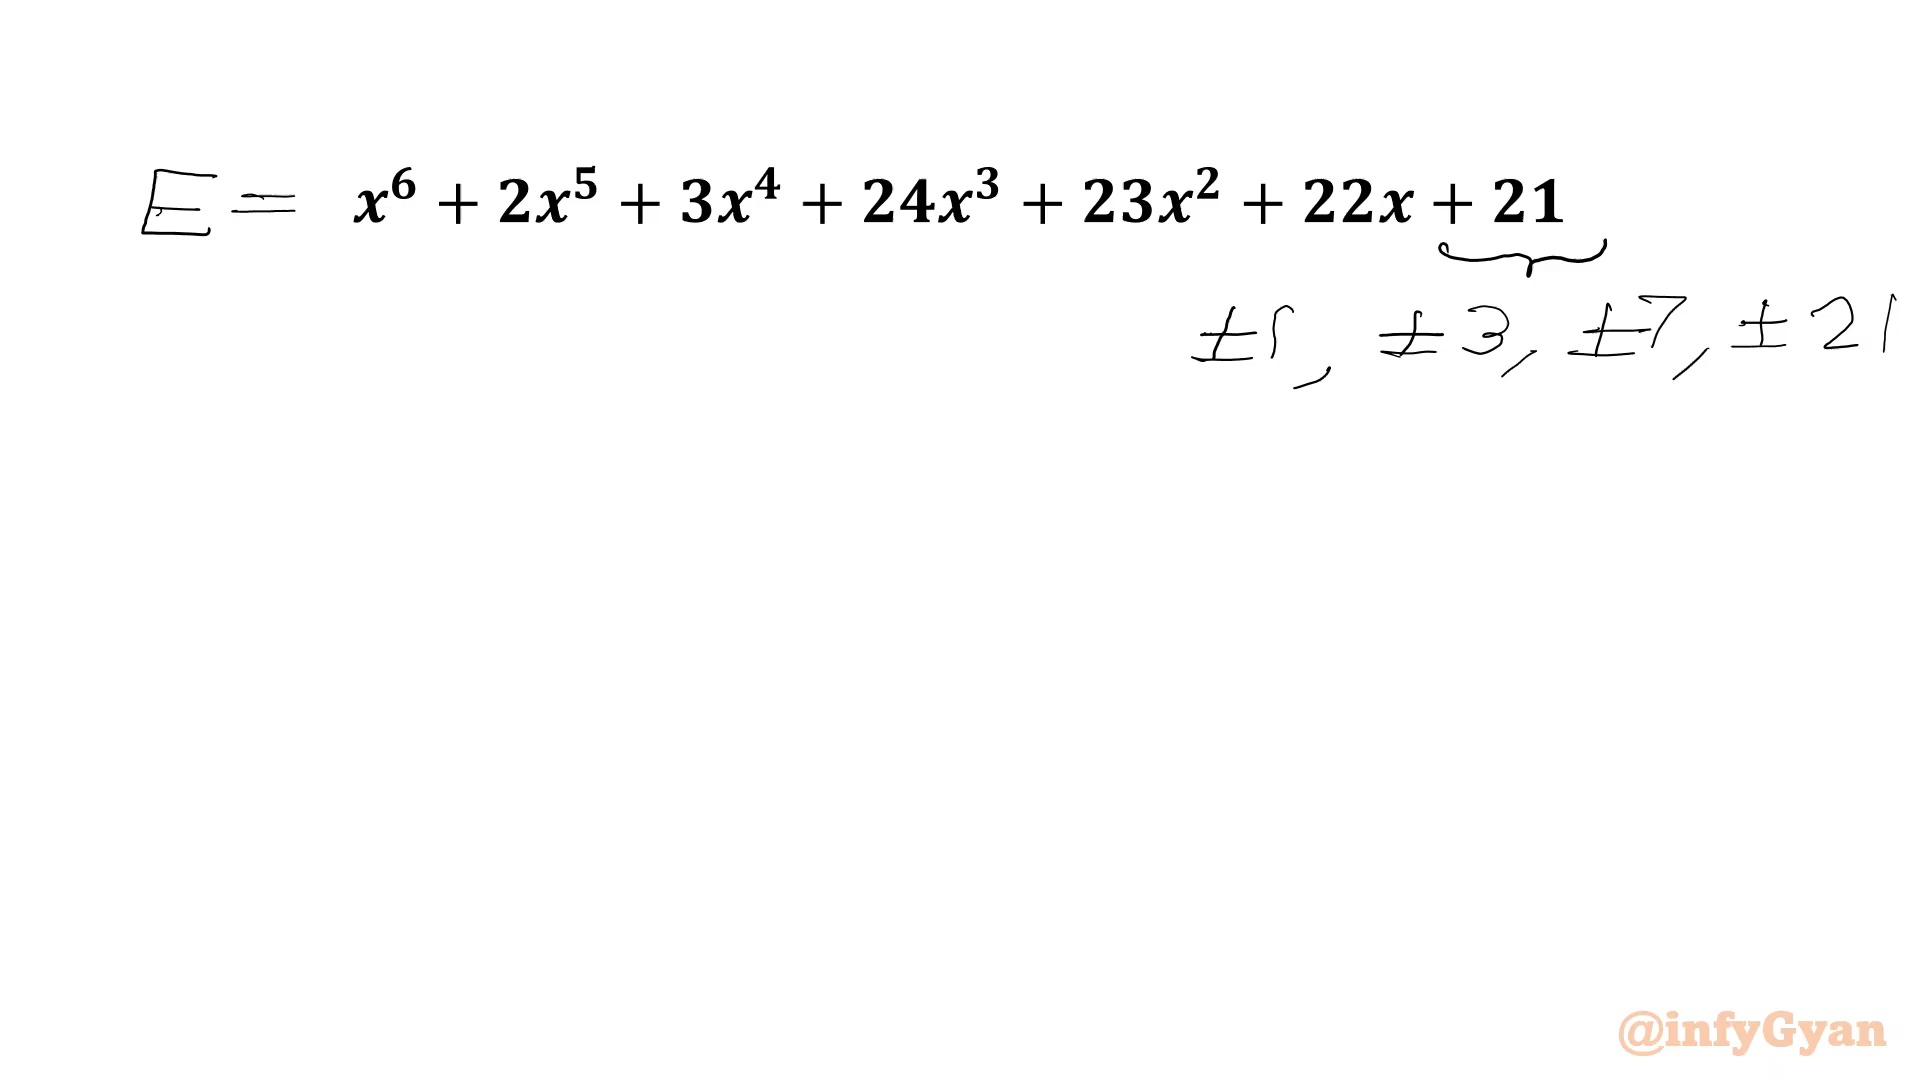 E = x⁶ + 2x⁵ + 3x⁴ + 24x³ + 23x² + 22x + 21
±1, ±3, ±7, ±21
@infyGyan